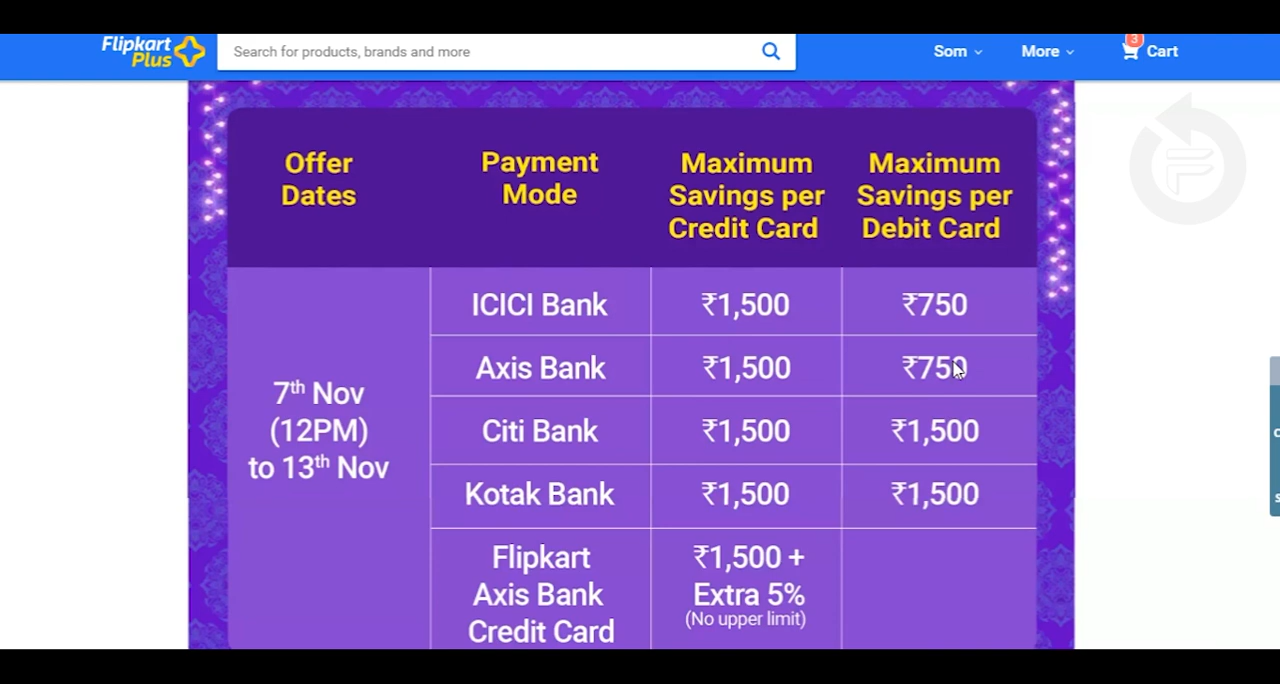 Flipkart
Plus
Search for products, brands and more
Som
More
3
Cart
Offer
Dates
Payment
Mode
Maximum
Savings per
Credit Card
Maximum
Savings per
Debit Card
7th Nov
(12PM)
to 13th Nov
ICICI Bank
₹1,500
₹750
Axis Bank
₹1,500
₹750
Citi Bank
₹1,500
₹1,500
Kotak Bank
₹1,500
₹1,500
Flipkart
Axis Bank
Credit Card
₹1,500 +
Extra 5%
(No upper limit)